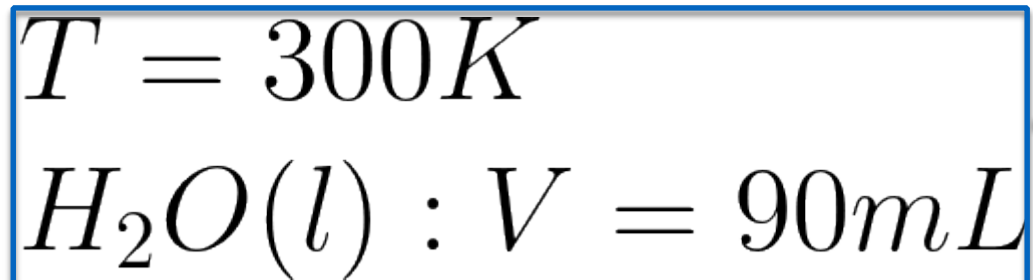 T = 300K
H₂O(l) : V = 90mL